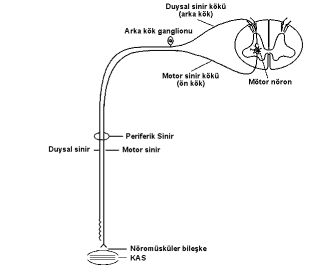 Duysal sinir kökü
(arka kök)
Arka kök ganglionu
Motor sinir kökü
(ön kök)
Mötor nöron
Periferik Sinir
Duysal sinir
Motor sinir
Nöromüsküler bileşke
KAS